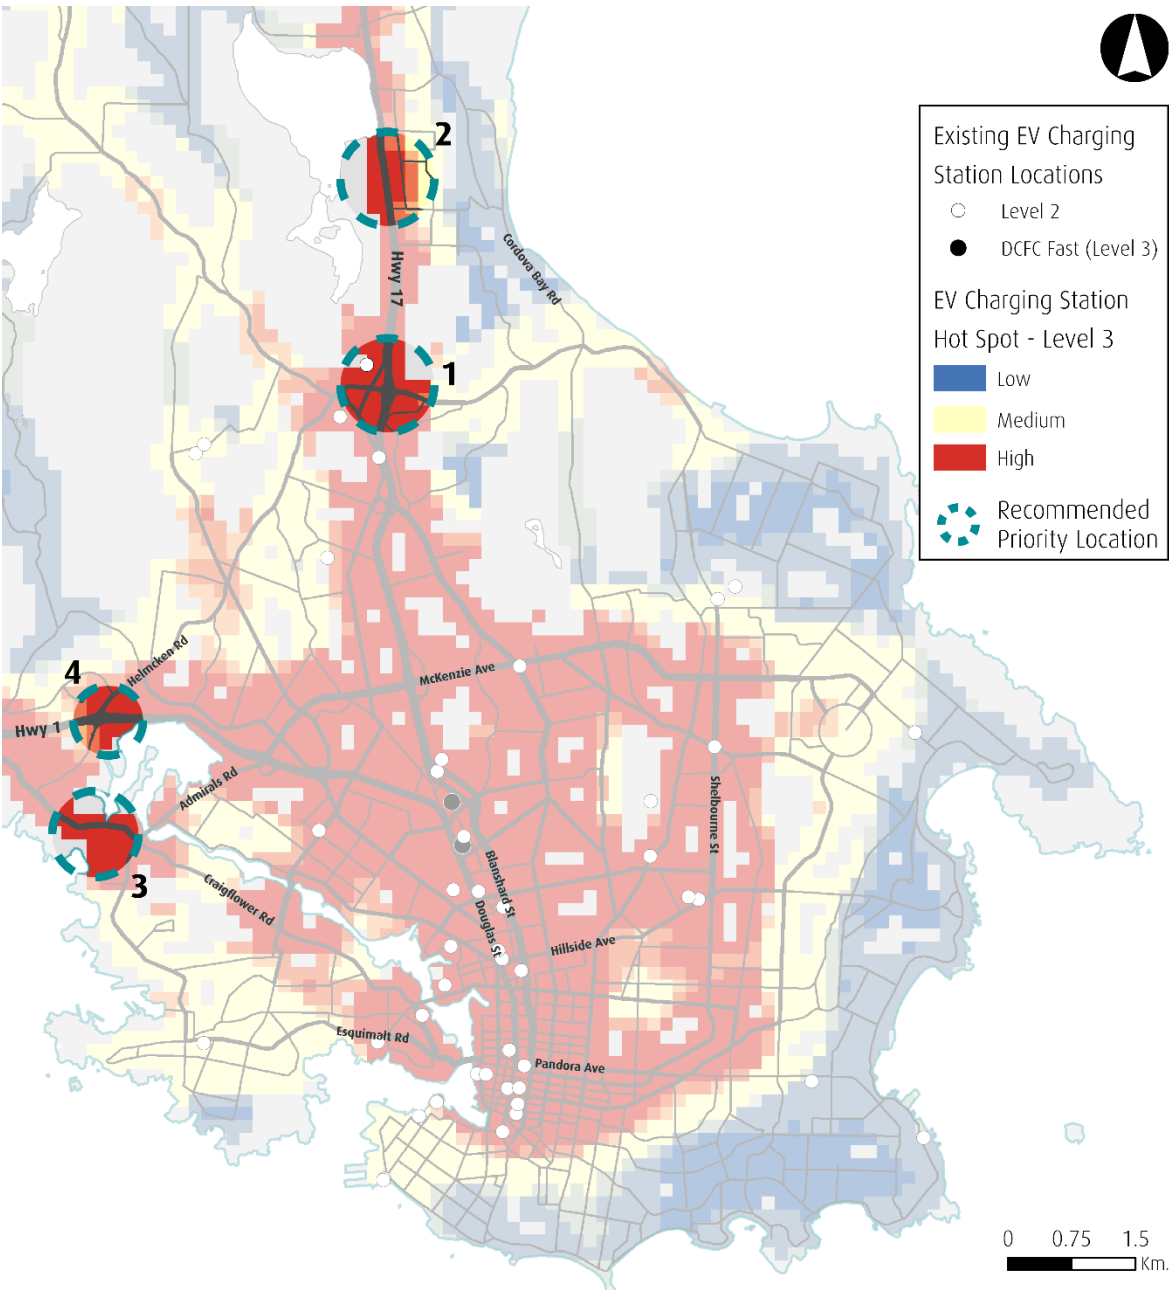 2
Existing EV Charging
Station Locations
Level 2
DCFC Fast (Level 3)
EV Charging Station
Hot Spot - Level 3
Low
Medium
High
Recommended
Priority Location
Cordova Bay Rd
Hwy 17
1
Helmcken Rd
4
McKenzie Ave
Hwy 1
Admirals Rd
Shelbourne St
3
Craigflower Rd
Blanshard St
Douglas St
Hillside Ave
Esquimalt Rd
Pandora Ave
0 0.75 1.5
Km.